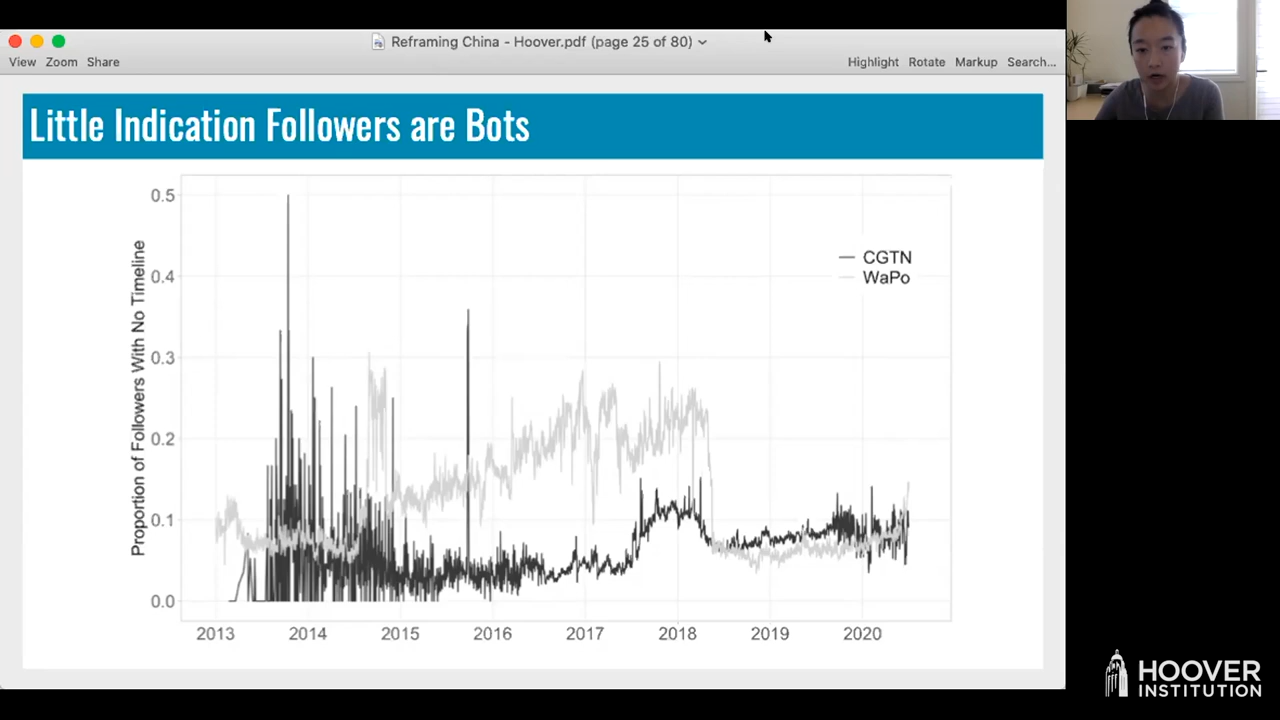 Reframing China - Hoover.pdf (page 25 of 80)
View Zoom Share
Highlight Rotate Markup Search...
Little Indication Followers are Bots
Proportion of Followers With No Timeline
0.5
0.4
0.3
0.2
0.1
0.0
CGTN
WaPo
2013 2014 2015 2016 2017 2018 2019 2020
HOOVER
INSTITUTION